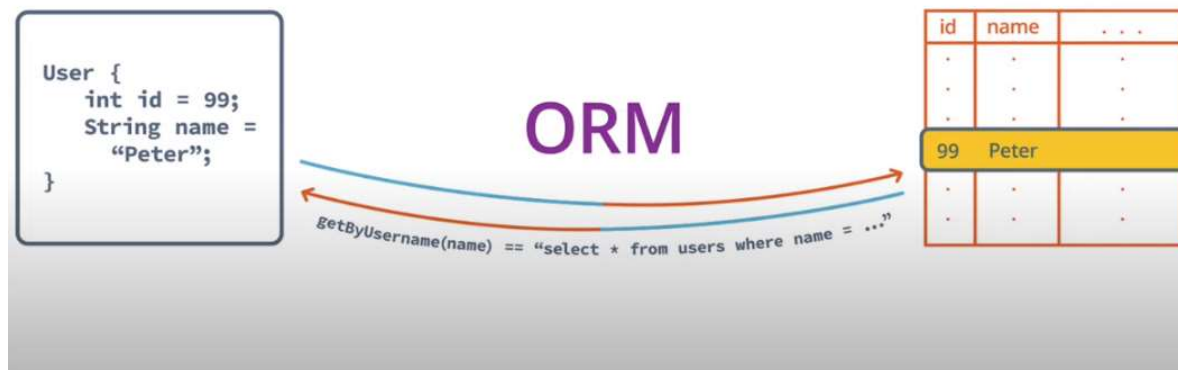 User {
int id = 99;
String name =
“Peter”;
}
ORM
getByUsername(name) == “select * from users where name = ...”
id name . . .
. . .
. . .
. . .
99 Peter
. . .
. . .